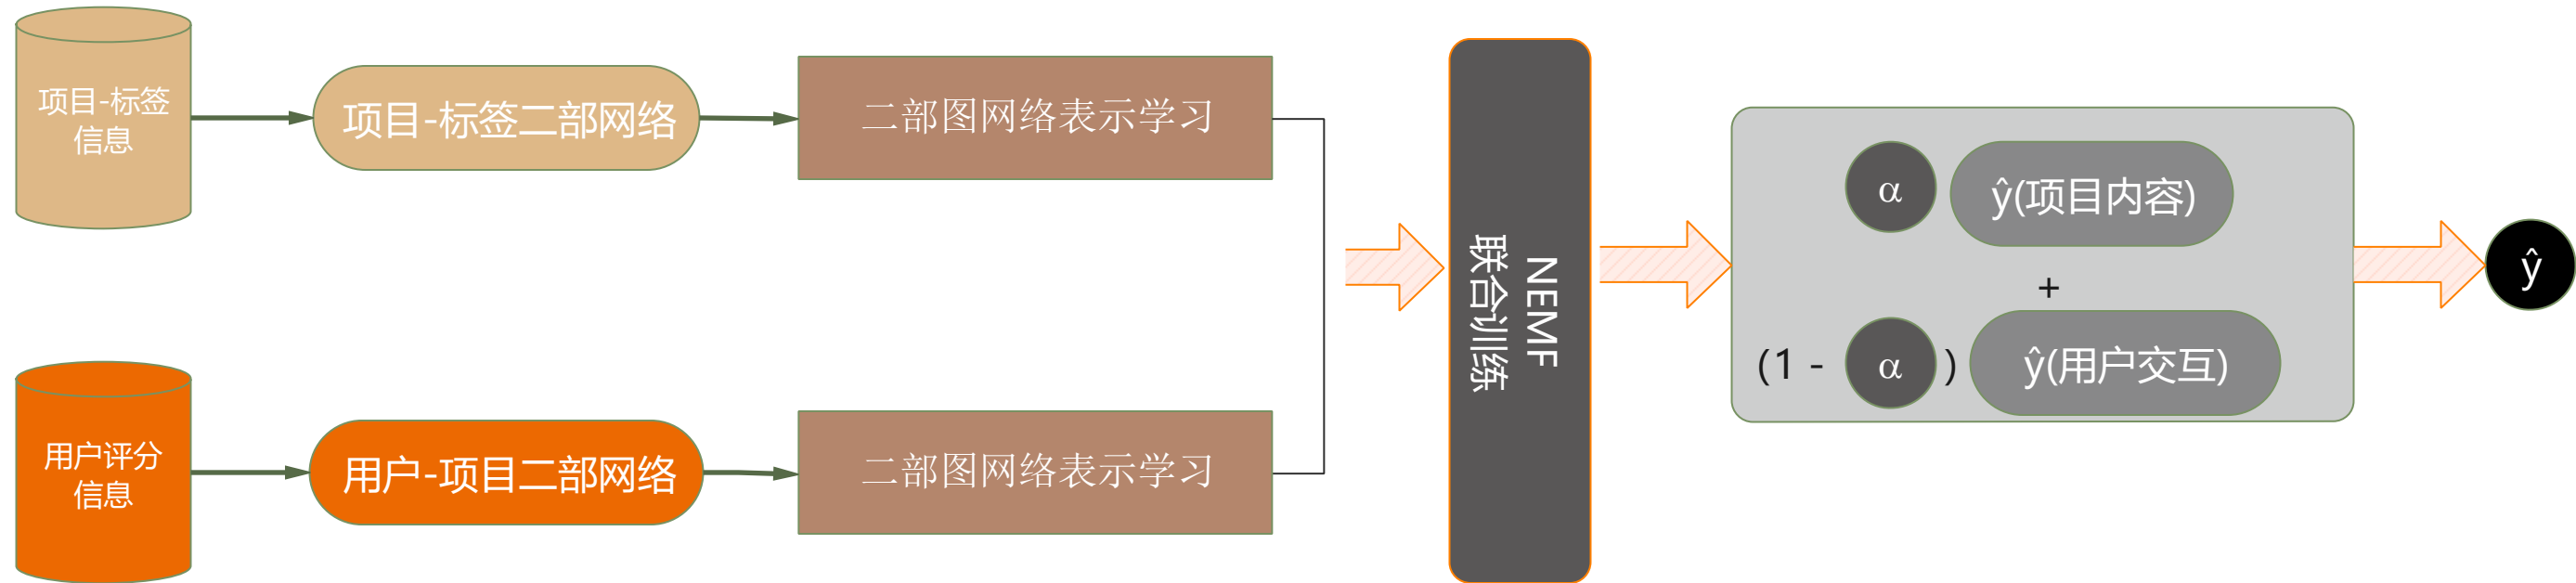 项目-标签
信息
项目-标签二部网络
二部图网络表示学习
用户评分
信息
用户-项目二部网络
二部图网络表示学习
NEMF
联合训练
α ŷ(项目内容)
+
(1 - α ) ŷ(用户交互)
ŷ